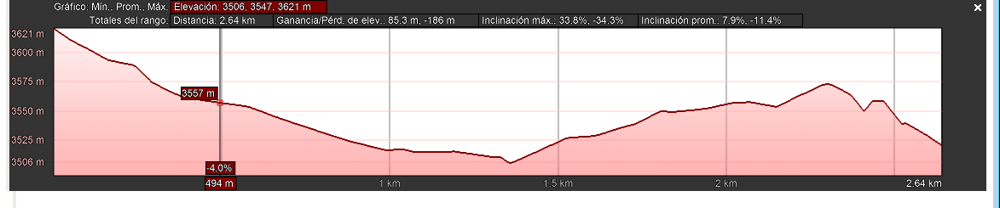 Gráfico: Mín., Prom., Máx. Elevación: 3506, 3547, 3621 m
Totales del rango: Distancia: 2.64 km Ganancia/Pérd. de elev.: 85.3 m, -186 m Inclinación máx.: 33.8%, -34.3% Inclinación prom.: 7.9%, -11.4%
3621 m
3600 m
3575 m
3557 m
3550 m
3525 m
3506 m
-4.0%
494 m 1 km 1.5 km 2 km 2.64 km